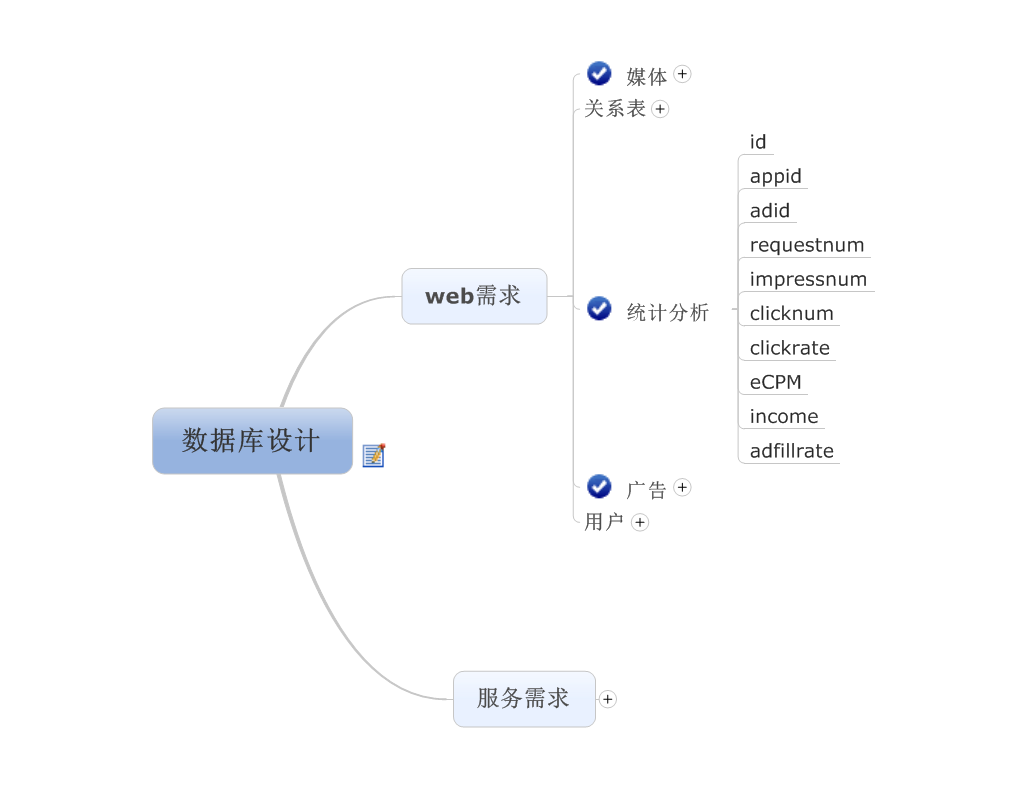 数据库设计
web需求
媒体
关系表
统计分析
id
appid
adid
requestnum
impressnum
clicknum
clickrate
eCPM
income
adfillrate
广告
用户
服务需求